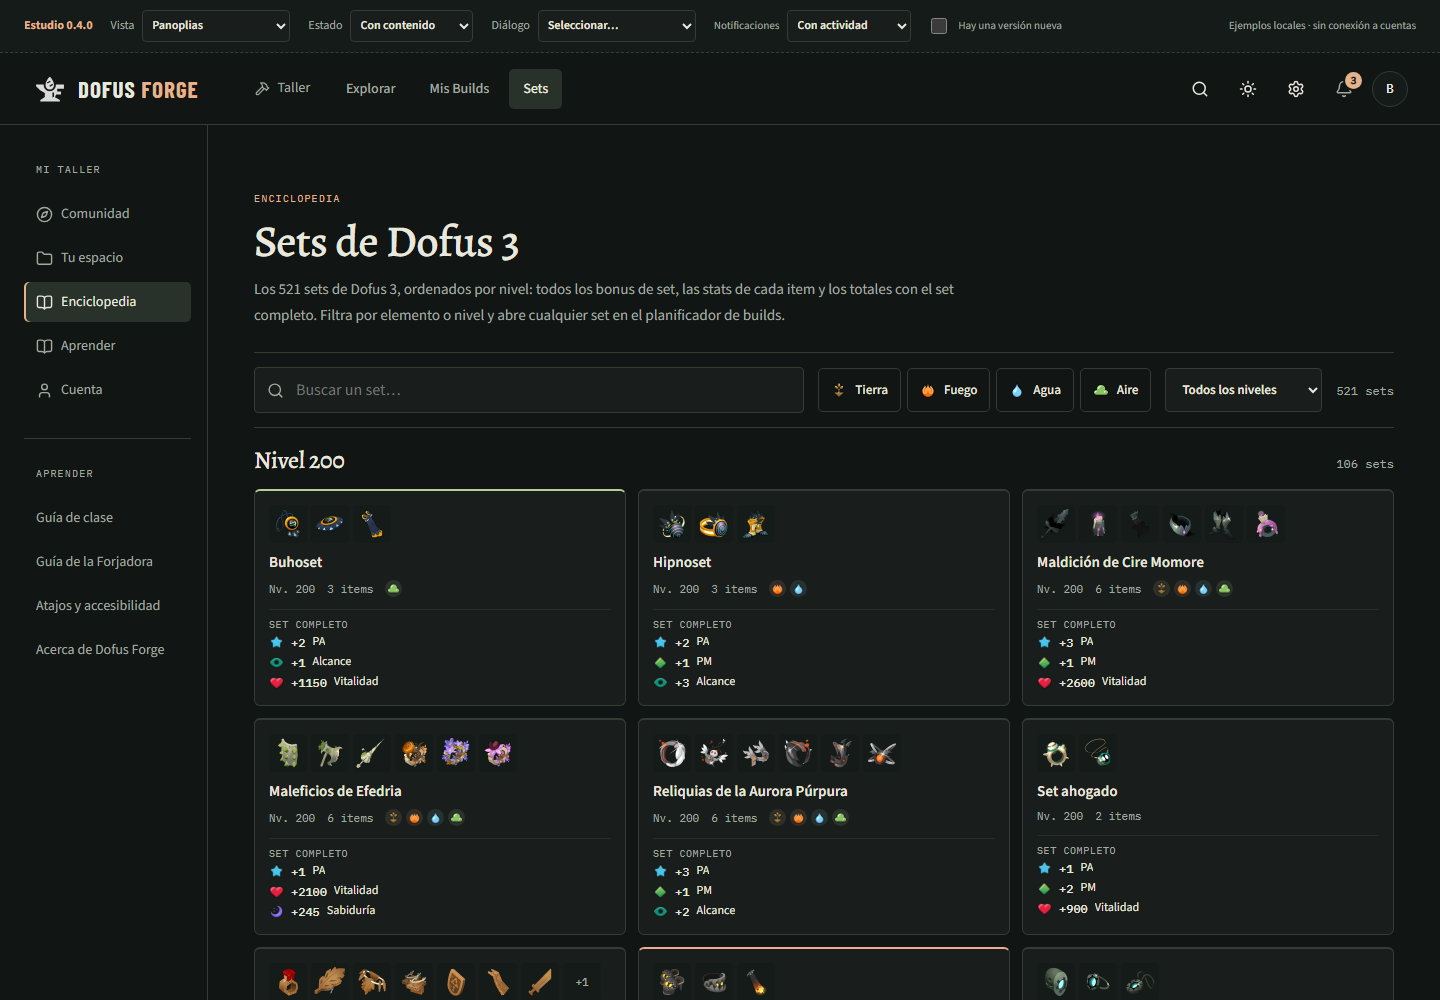 Estudio 0.4.0 Vista Panoplias Estado Con contenido Diálogo Seleccionar... Notificaciones Con actividad Hay una versión nueva Ejemplos locales · sin conexión a cuentas
DOFUS FORGE Taller Explorar Mis Builds Sets 3 B
MI TALLER
Comunidad
Tu espacio
Enciclopedia
Aprender
Cuenta
APRENDER
Guía de clase
Guía de la Forjadora
Atajos y accesibilidad
Acerca de Dofus Forge
ENCICLOPEDIA
Sets de Dofus 3
Los 521 sets de Dofus 3, ordenados por nivel: todos los bonus de set, las stats de cada item y los totales con el set
completo. Filtra por elemento o nivel y abre cualquier set en el planificador de builds.
Buscar un set... Tierra Fuego Agua Aire Todos los niveles 521 sets
Nivel 200 106 sets
Buhoset
Nv. 200 3 items
SET COMPLETO
+2 PA
+1 Alcance
+1150 Vitalidad
Hipnoset
Nv. 200 3 items
SET COMPLETO
+2 PA
+1 PM
+3 Alcance
Maldición de Cire Momore
Nv. 200 6 items
SET COMPLETO
+3 PA
+1 PM
+2600 Vitalidad
Maleficios de Efedria
Nv. 200 6 items
SET COMPLETO
+1 PA
+2100 Vitalidad
+245 Sabiduría
Reliquias de la Aurora Púrpura
Nv. 200 6 items
SET COMPLETO
+3 PA
+1 PM
+2 Alcance
Set ahogado
Nv. 200 2 items
SET COMPLETO
+1 PA
+2 PM
+900 Vitalidad
+1